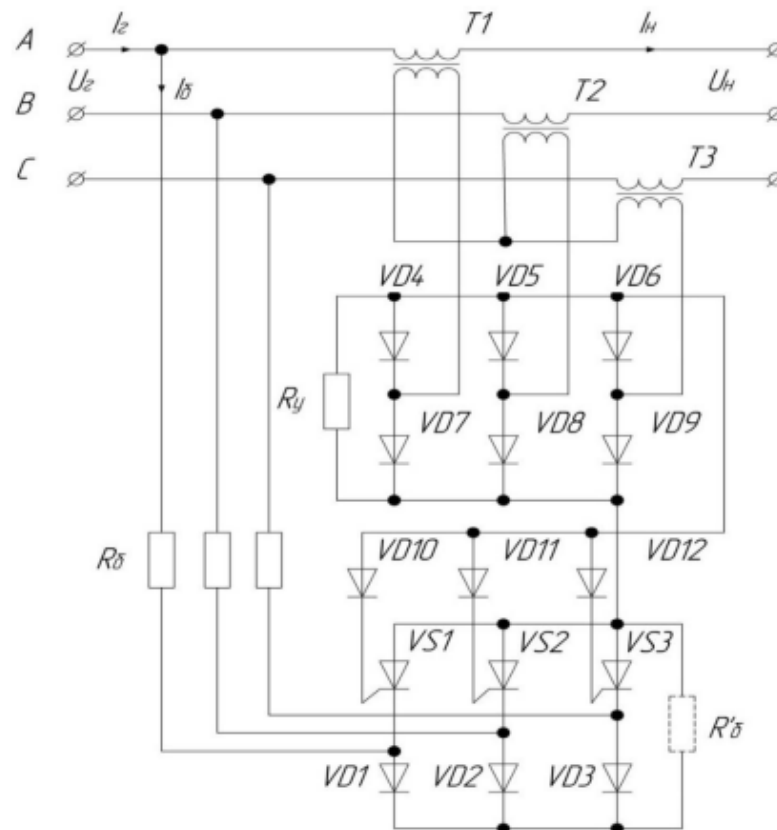 A I₂ T1 Iн
Uг Iб T2 Uн
B
C T3
VD4 VD5 VD6
Rу VD7 VD8 VD9
Rб VD10 VD11 VD12
VS1 VS2 VS3
R'б
VD1 VD2 VD3